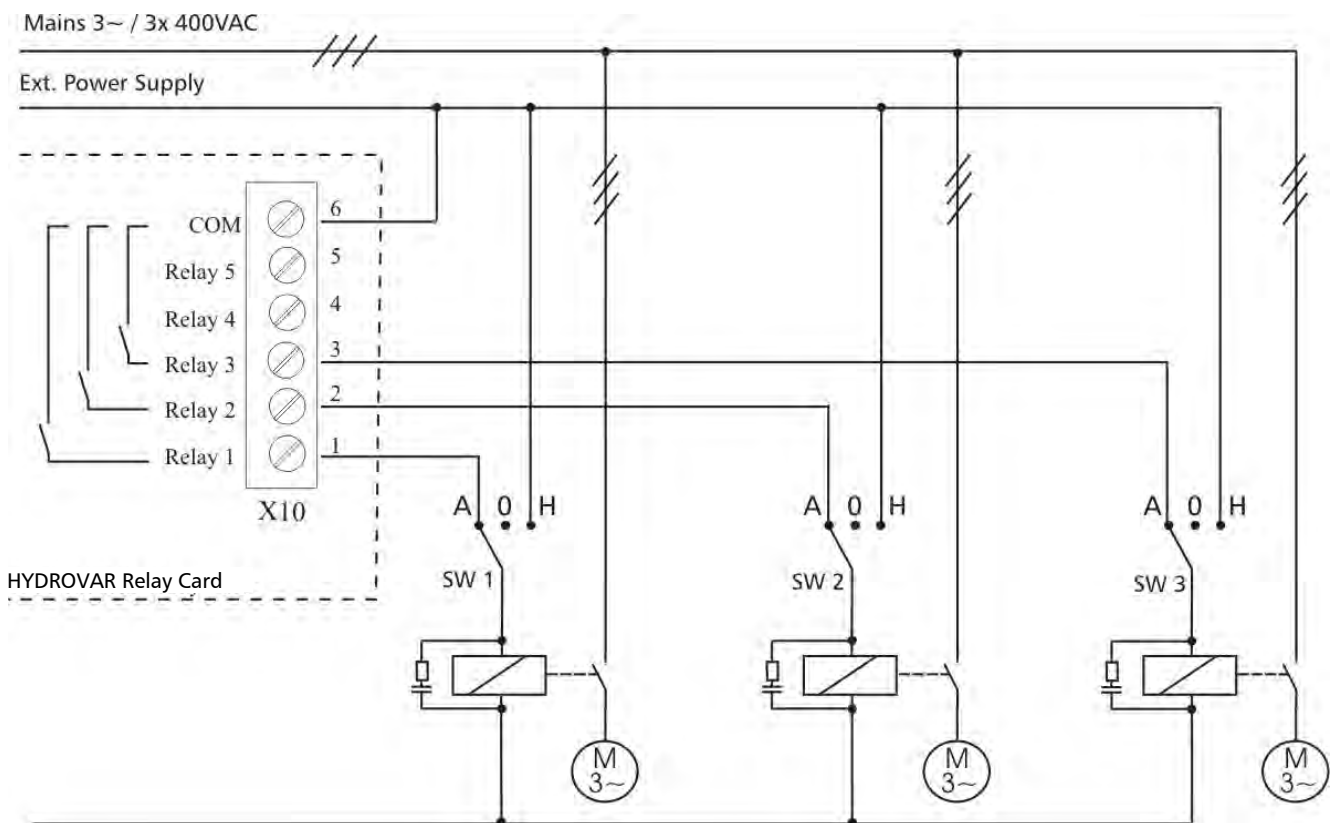 Mains 3~ / 3x 400VAC
Ext. Power Supply
COM 6
Relay 5 5
Relay 4 4
Relay 3 3
Relay 2 2
Relay 1 1
X10
A 0 H
A 0 H
A 0 H
SW 1
SW 2
SW 3
HYDROVAR Relay Card
M
3~
M
3~
M
3~